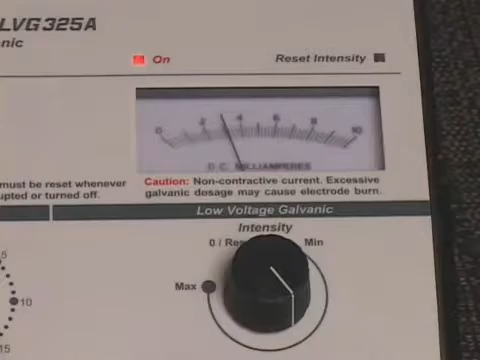 LVG325A
anic
On
Reset Intensity
0 2 4 6 8 10
D.C. MILLIAMPERES
must be reset whenever
upted or turned off.
Caution: Non-contractive current. Excessive
galvanic dosage may cause electrode burn.
Low Voltage Galvanic
Intensity
0 / Res
Min
Max
5
10
15